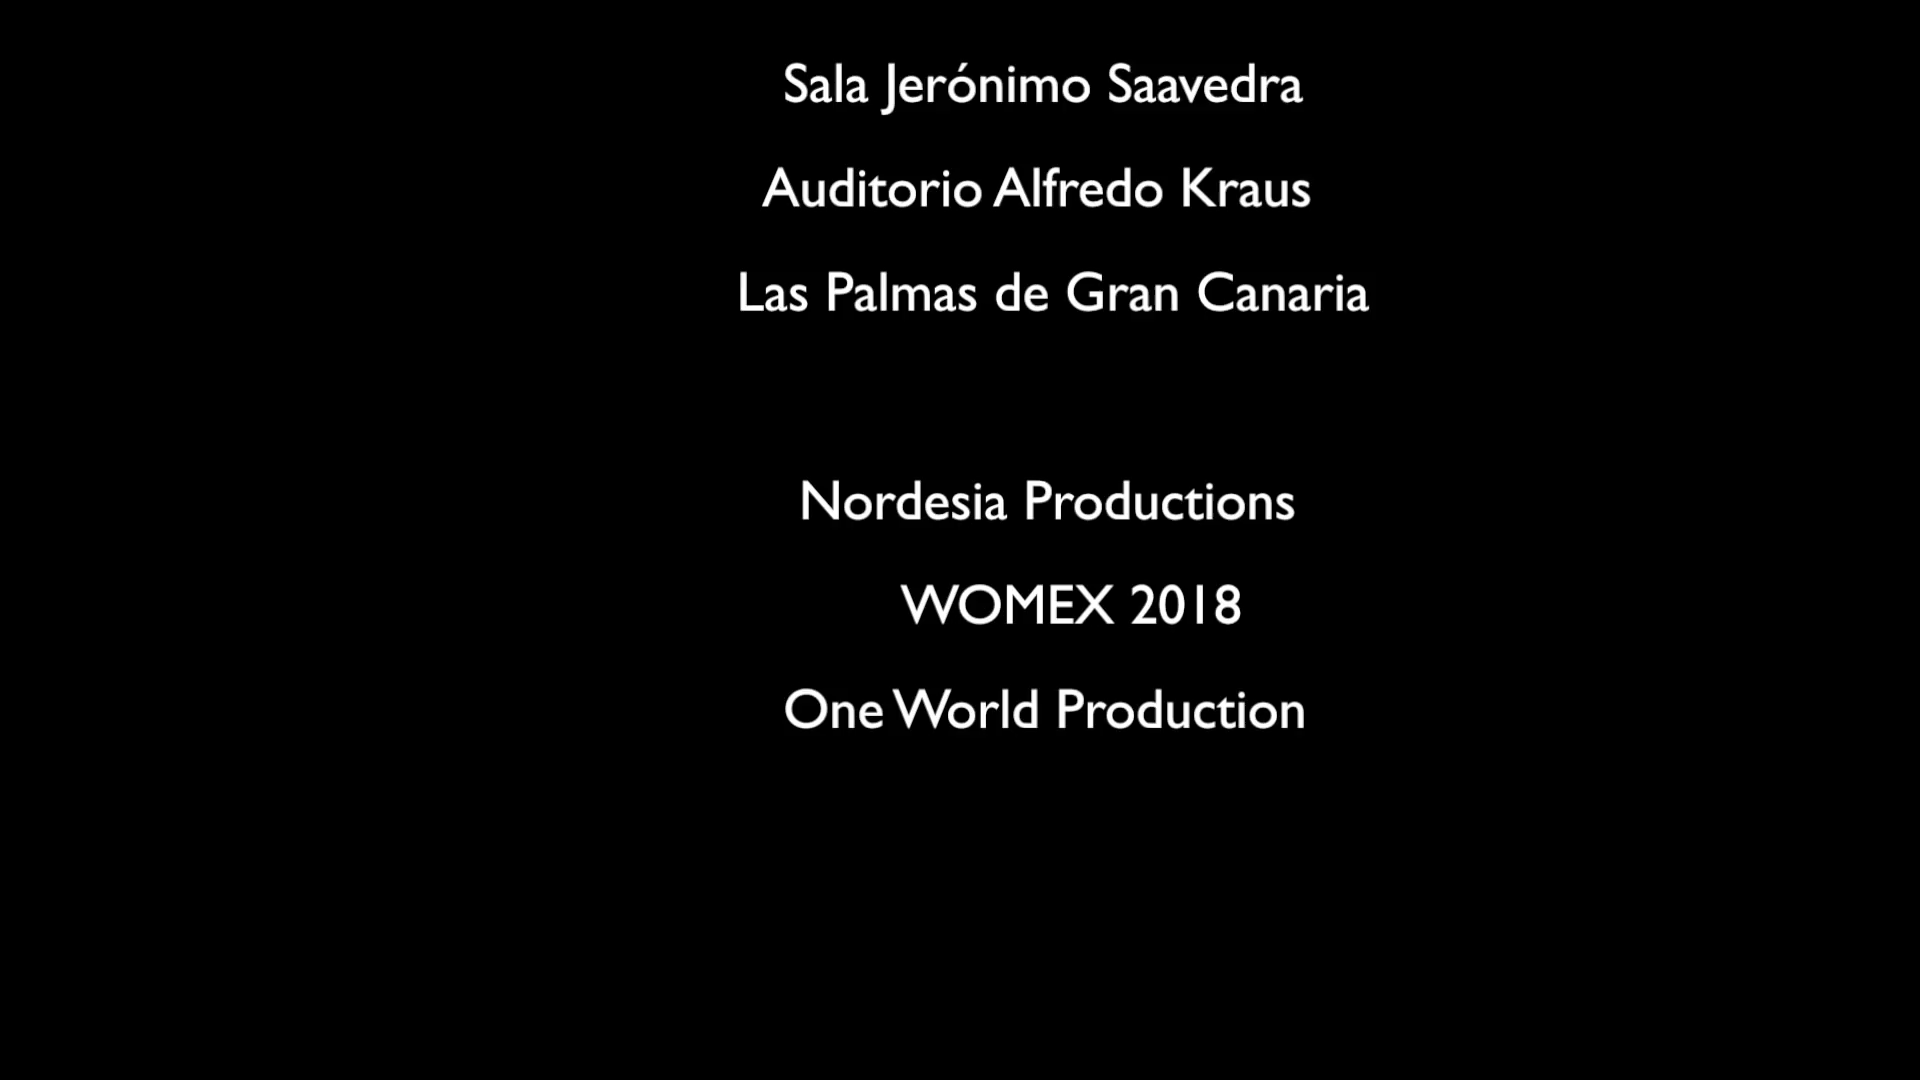 Sala Jerónimo Saavedra
Auditorio Alfredo Kraus
Las Palmas de Gran Canaria
Nordesia Productions
WOMEX 2018
One World Production